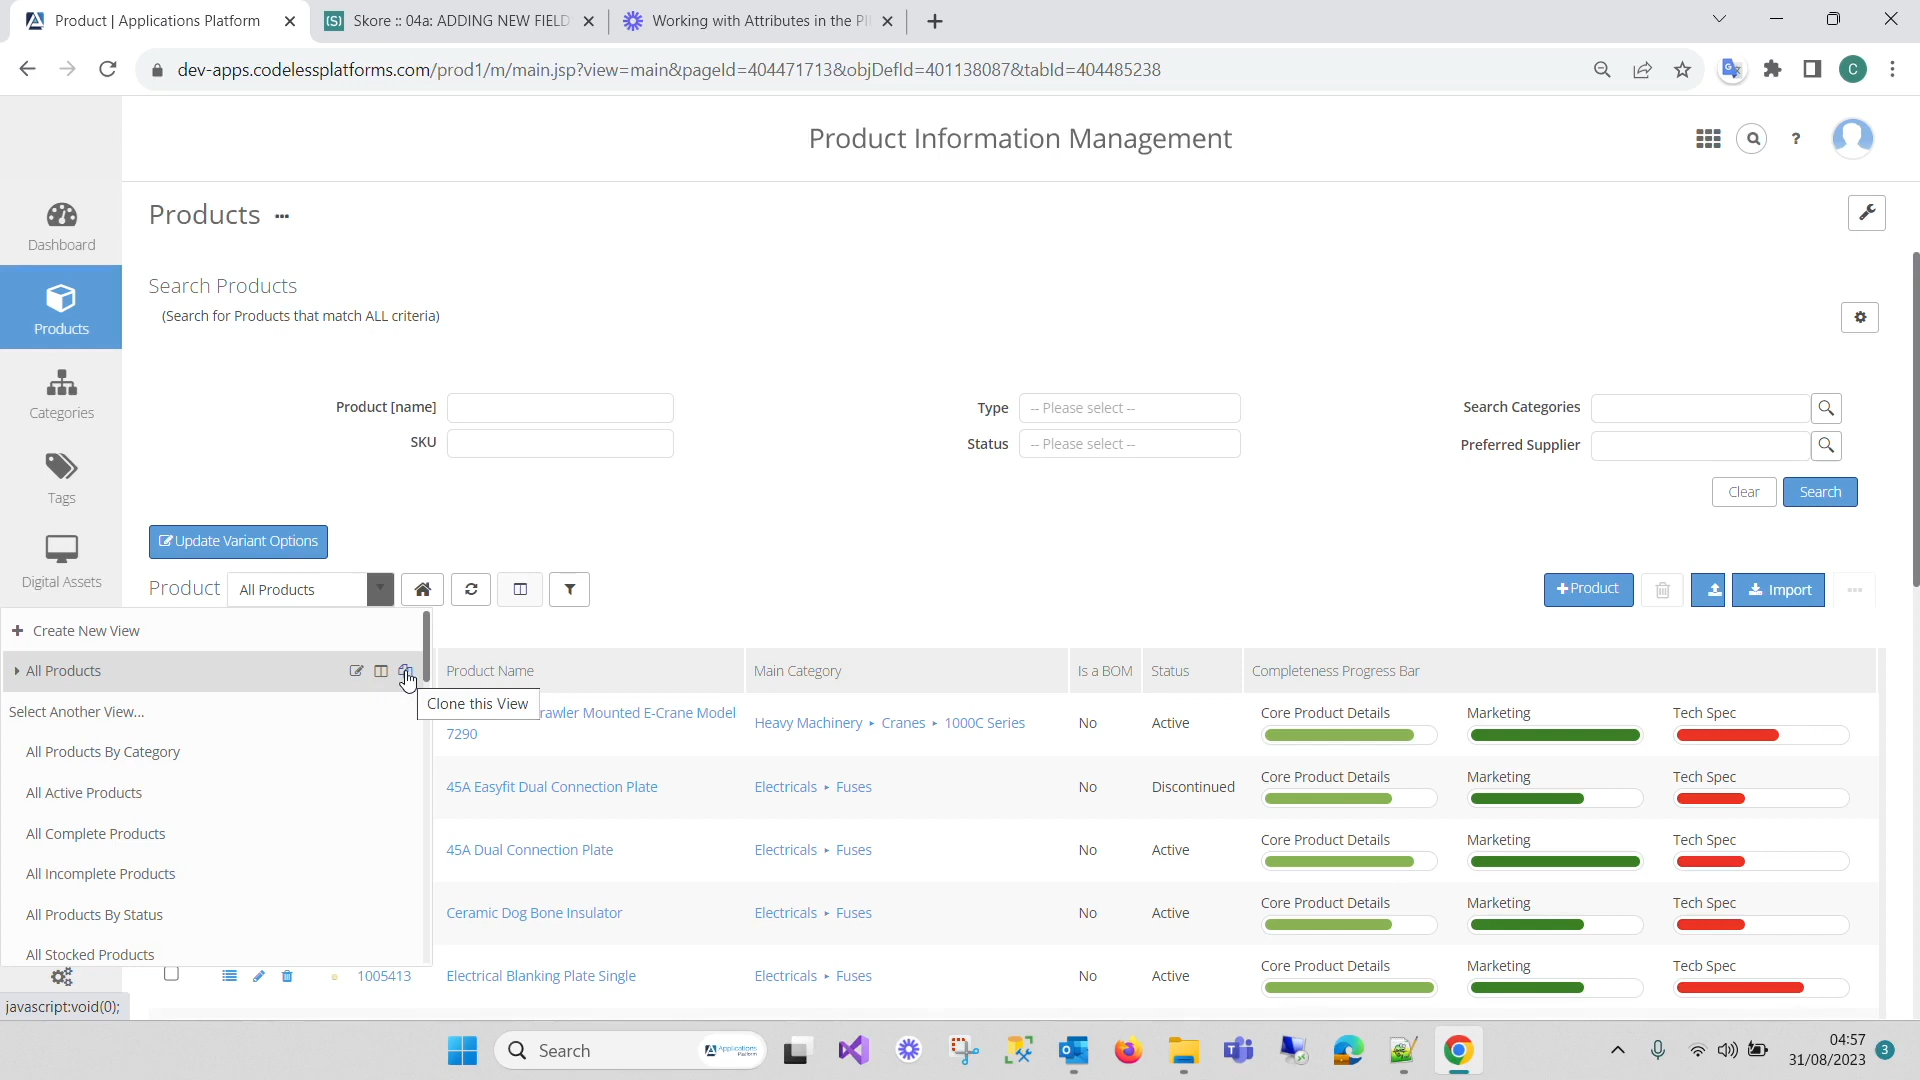 Product | Applications Platform
Skore :: 04a: ADDING NEW FIELD
Working with Attributes in the PI
dev-apps.codelessplatforms.com/prod1/m/main.jsp?view=main&pageId=404471713&objDefId=401138087&tabId=404485238
C
Product Information Management
?
Dashboard
Products
Categories
Tags
Digital Assets
Products ...
Search Products
(Search for Products that match ALL criteria)
Product [name]
Type -- Please select --
Search Categories
SKU
Status -- Please select --
Preferred Supplier
Clear Search
Update Variant Options
Product All Products
+Product Import ...
+ Create New View
All Products
Clone this View
Select Another View...
All Products By Category
All Active Products
All Complete Products
All Incomplete Products
All Products By Status
All Stocked Products
Product Name Main Category Is a BOM Status Completeness Progress Bar
rawler Mounted E-Crane Model
7290 Heavy Machinery ▸ Cranes ▸ 1000C Series No Active Core Product Details Marketing Tech Spec
45A Easyfit Dual Connection Plate Electricals ▸ Fuses No Discontinued Core Product Details Marketing Tech Spec
45A Dual Connection Plate Electricals ▸ Fuses No Active Core Product Details Marketing Tech Spec
Ceramic Dog Bone Insulator Electricals ▸ Fuses No Active Core Product Details Marketing Tech Spec
1005413 Electrical Blanking Plate Single Electricals ▸ Fuses No Active Core Product Details Marketing Tech Spec
javascript:void(0);
Search
Applications Platform
04:57
31/08/2023
3